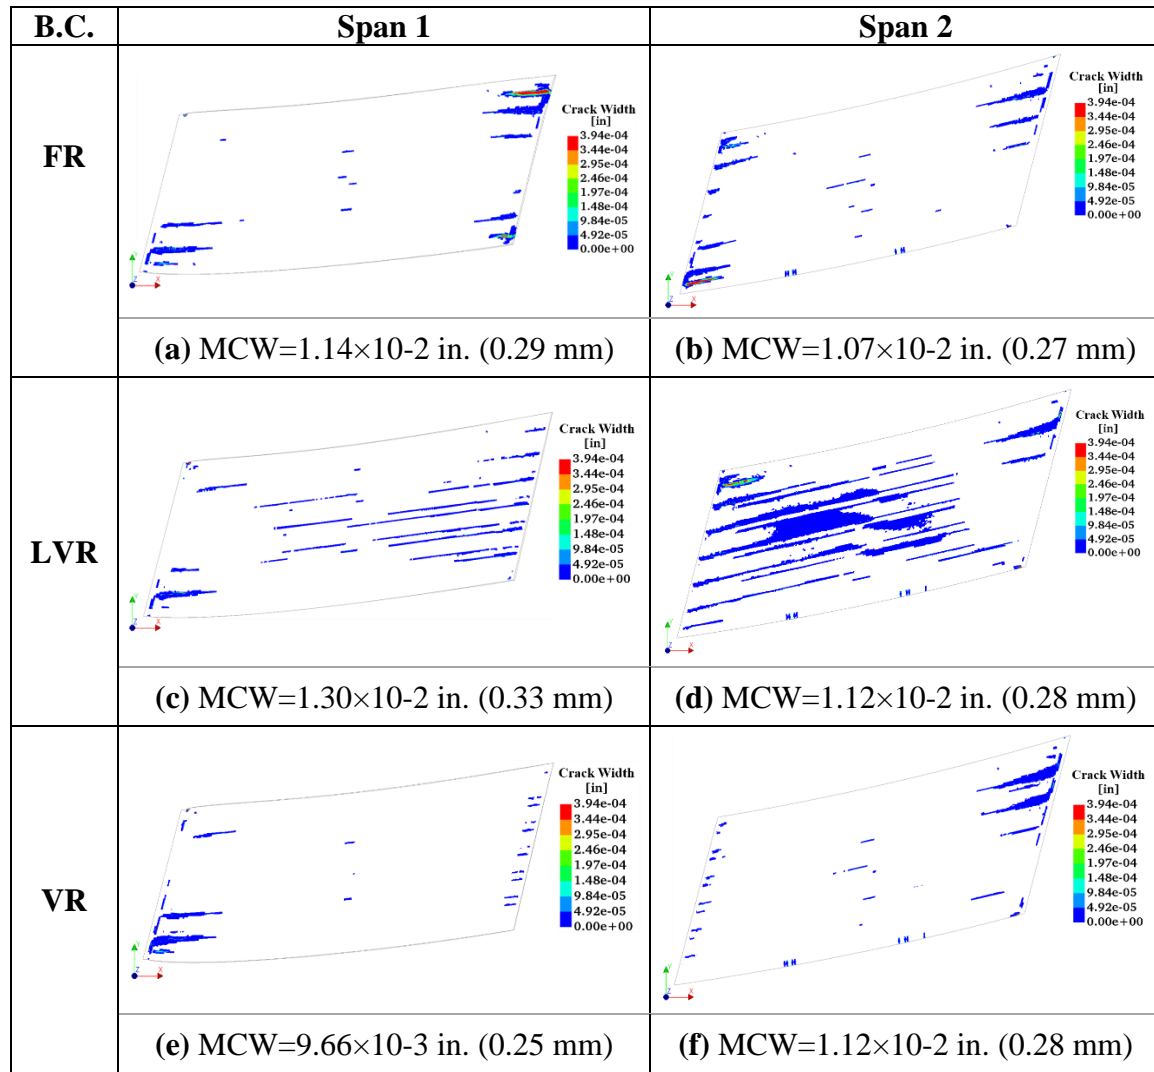 B.C.
Span 1
Span 2
FR
Crack Width
[in]
3.94e-04
3.44e-04
2.95e-04
2.46e-04
1.97e-04
1.48e-04
9.84e-05
4.92e-05
0.00e+00
Y
Z
X
Crack Width
[in]
3.94e-04
3.44e-04
2.95e-04
2.46e-04
1.97e-04
1.48e-04
9.84e-05
4.92e-05
0.00e+00
Y
Z
X
(a) MCW=1.14×10-2 in. (0.29 mm)
(b) MCW=1.07×10-2 in. (0.27 mm)
LVR
Crack Width
[in]
3.94e-04
3.44e-04
2.95e-04
2.46e-04
1.97e-04
1.48e-04
9.84e-05
4.92e-05
0.00e+00
Y
Z
X
Crack Width
[in]
3.94e-04
3.44e-04
2.95e-04
2.46e-04
1.97e-04
1.48e-04
9.84e-05
4.92e-05
0.00e+00
Y
Z
X
(c) MCW=1.30×10-2 in. (0.33 mm)
(d) MCW=1.12×10-2 in. (0.28 mm)
VR
Crack Width
[in]
3.94e-04
3.44e-04
2.95e-04
2.46e-04
1.97e-04
1.48e-04
9.84e-05
4.92e-05
0.00e+00
Y
Z
X
Crack Width
[in]
3.94e-04
3.44e-04
2.95e-04
2.46e-04
1.97e-04
1.48e-04
9.84e-05
4.92e-05
0.00e+00
Y
Z
X
(e) MCW=9.66×10-3 in. (0.25 mm)
(f) MCW=1.12×10-2 in. (0.28 mm)